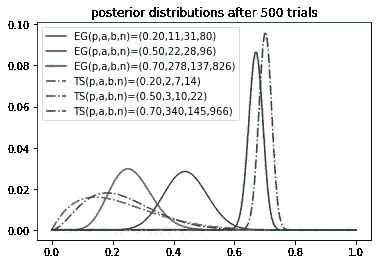 posterior distributions after 500 trials
EG(p,a,b,n)=(0.20,11,31,80)
EG(p,a,b,n)=(0.50,22,28,96)
EG(p,a,b,n)=(0.70,278,137,826)
TS(p,a,b,n)=(0.20,2,7,14)
TS(p,a,b,n)=(0.50,3,10,22)
TS(p,a,b,n)=(0.70,340,145,966)
0.10
0.08
0.06
0.04
0.02
0.00
0.0 0.2 0.4 0.6 0.8 1.0